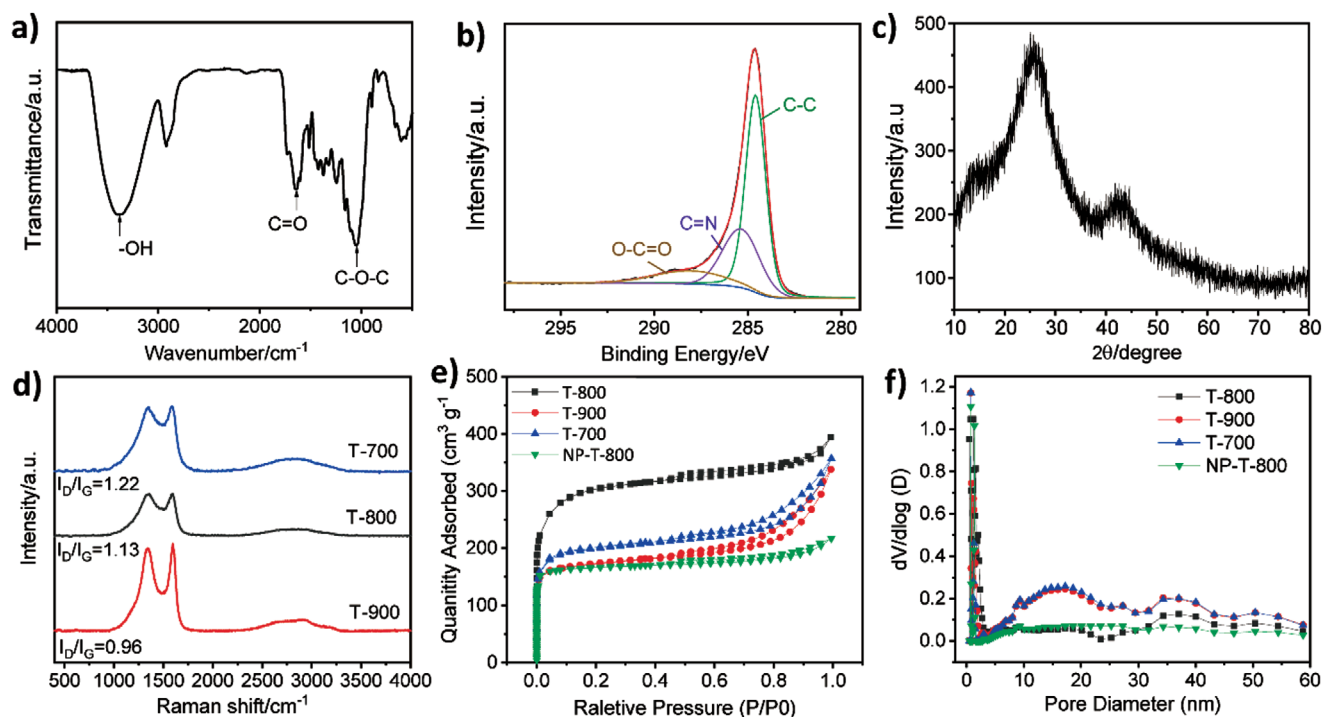 a)
Transmittance/a.u.
-OH
C=O
C-O-C
4000 3000 2000 1000
Wavenumber/cm-1
b)
Intensity/a.u.
C-C
C=N
O-C=O
295 290 285 280
Binding Energy/eV
c)
Intensity/a.u
500
400
300
200
100
10 20 30 40 50 60 70 80
2θ/degree
d)
Intensity/a.u.
T-700
ID/IG=1.22
T-800
ID/IG=1.13
T-900
ID/IG=0.96
500 1000 1500 2000 2500 3000 3500 4000
Raman shift/cm-1
e)
Quanitity Adsorbed (cm3 g-1)
500
400
300
200
100
0
T-800
T-900
T-700
NP-T-800
0.0 0.2 0.4 0.6 0.8 1.0
Raletive Pressure (P/P0)
f)
dV/dlog (D)
1.2
1.0
0.8
0.6
0.4
0.2
0.0
T-800
T-900
T-700
NP-T-800
0 10 20 30 40 50 60
Pore Diameter (nm)